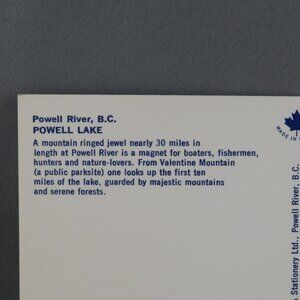 Powell River, B.C.
POWELL LAKE
A mountain ringed jewel nearly 30 miles in
length at Powell River is a magnet for boaters, fishermen,
hunters and nature-lovers. From Valentine Mountain
(a public parksite) one looks up the first ten
miles of the lake, guarded by majestic mountains
and serene forests.
MADE IN
Stationery Ltd., Powell River, B.C.